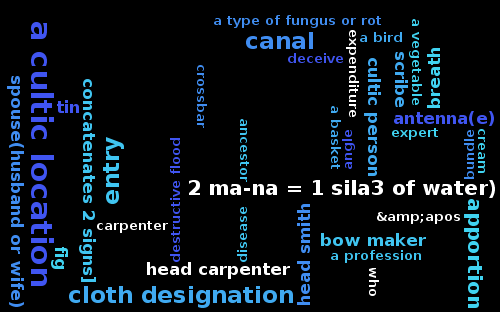 a type of fungus or rot
canal
a bird
deceive
expenditure
a vegetable
scribe
breath
cultic person
crossbar
a cultic location
spouse(husband or wife)
tin
concatenates 2 signs]
entry
antenna(e)
expert
a basket
angle
bundle
cream
ancestor
destructive flood
2 ma-na = 1 sila3 of water)
carpenter
disease
head smith
&amp;apos
apportion
bow maker
a profession
fig
head carpenter
who
cloth designation